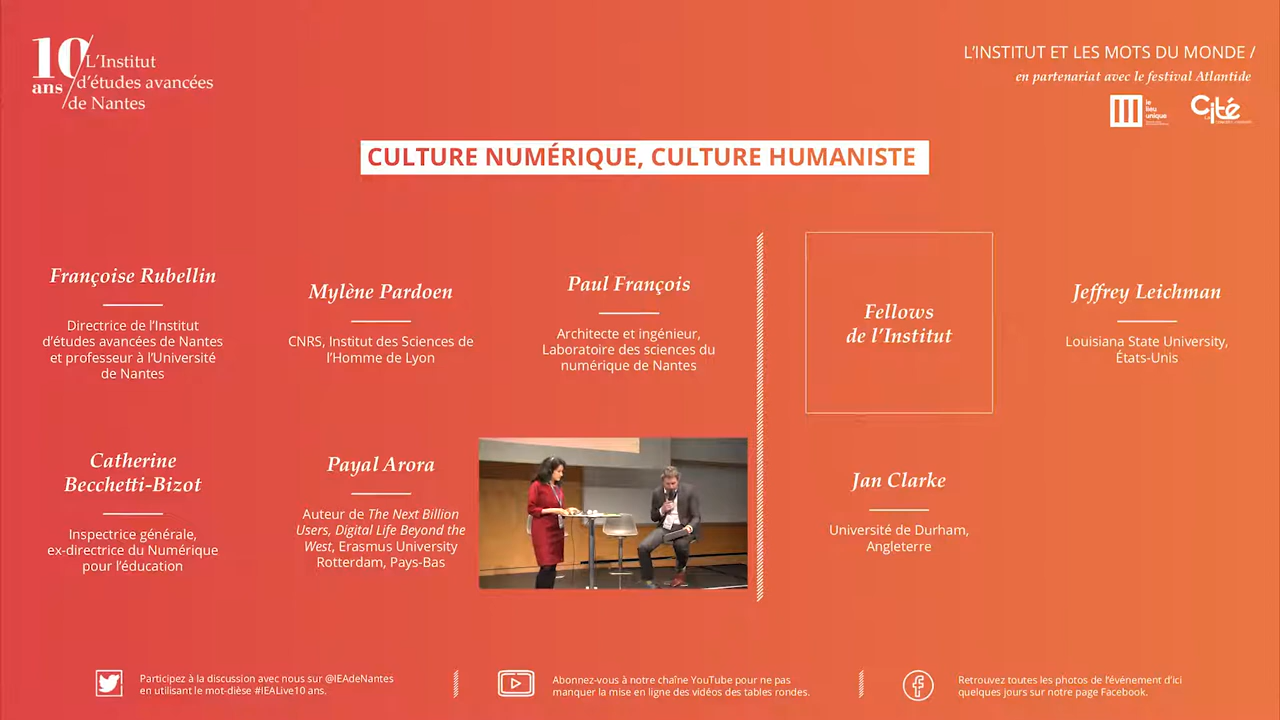 10 ans
L'Institut
d'études avancées
de Nantes
L'INSTITUT ET LES MOTS DU MONDE /
en partenariat avec le festival Atlantide
le
lieu
unique
Cité
CULTURE NUMÉRIQUE, CULTURE HUMANISTE
Françoise Rubellin
Directrice de l'Institut
d'études avancées de Nantes
et professeur à l'Université
de Nantes
Mylène Pardoen
CNRS, Institut des Sciences de
l'Homme de Lyon
Paul François
Architecte et ingénieur,
Laboratoire des sciences du
numérique de Nantes
Fellows
de l'Institut
Jeffrey Leichman
Louisiana State University,
États-Unis
Catherine
Becchetti-Bizot
Inspectrice générale,
ex-directrice du Numérique
pour l'éducation
Payal Arora
Auteur de The Next Billion
Users, Digital Life Beyond the
West, Erasmus University
Rotterdam, Pays-Bas
Jan Clarke
Université de Durham,
Angleterre
Participez à la discussion avec nous sur @IEAdeNantes
en utilisant le mot-dièse #IEALive10 ans.
Abonnez-vous à notre chaîne YouTube pour ne pas
manquer la mise en ligne des vidéos des tables rondes.
Retrouvez toutes les photos de l'événement d'ici
quelques jours sur notre page Facebook.